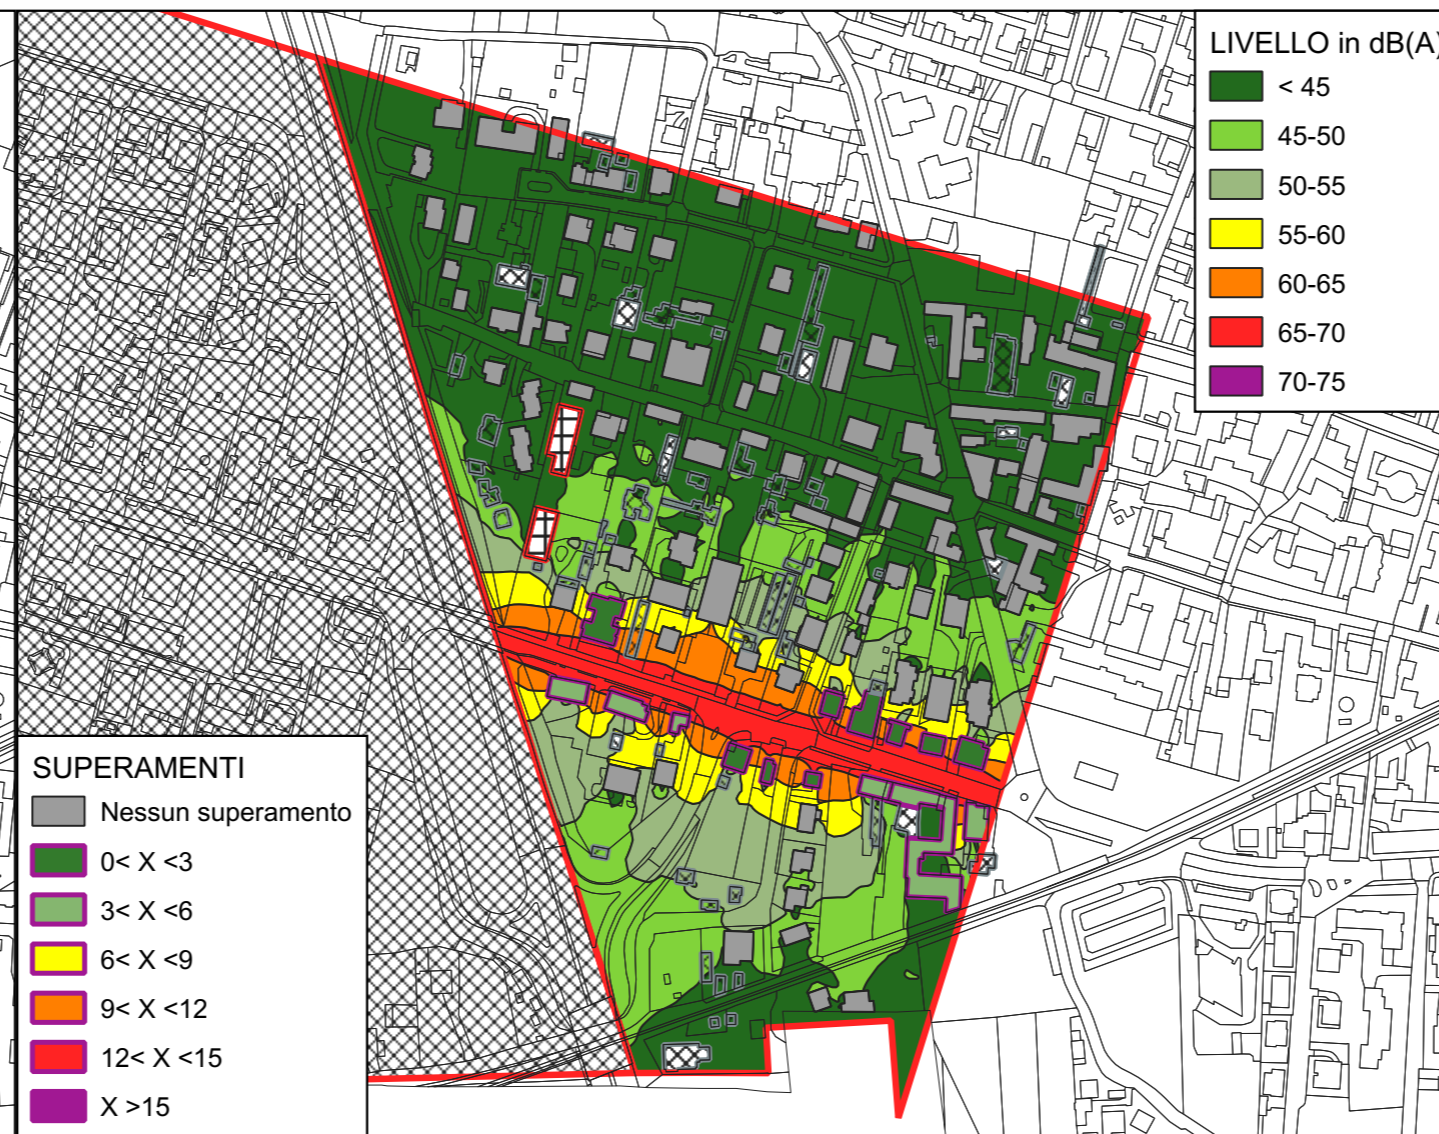 LIVELLO in dB(A)
< 45
45-50
50-55
55-60
60-65
65-70
70-75
SUPERAMENTI
Nessun superamento
0< X <3
3< X <6
6< X <9
9< X <12
12< X <15
X >15